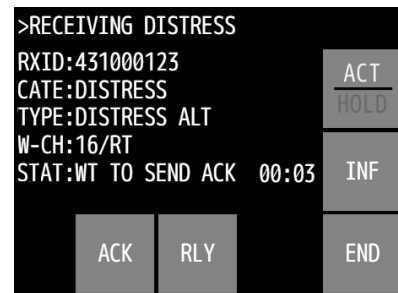 >RECEIVING DISTRESS
RXID:431000123
CATE:DISTRESS
TYPE:DISTRESS ALT
W-CH:16/RT
STAT:WT TO SEND ACK 00:03
ACT
HOLD
INF
ACK
RLY
END